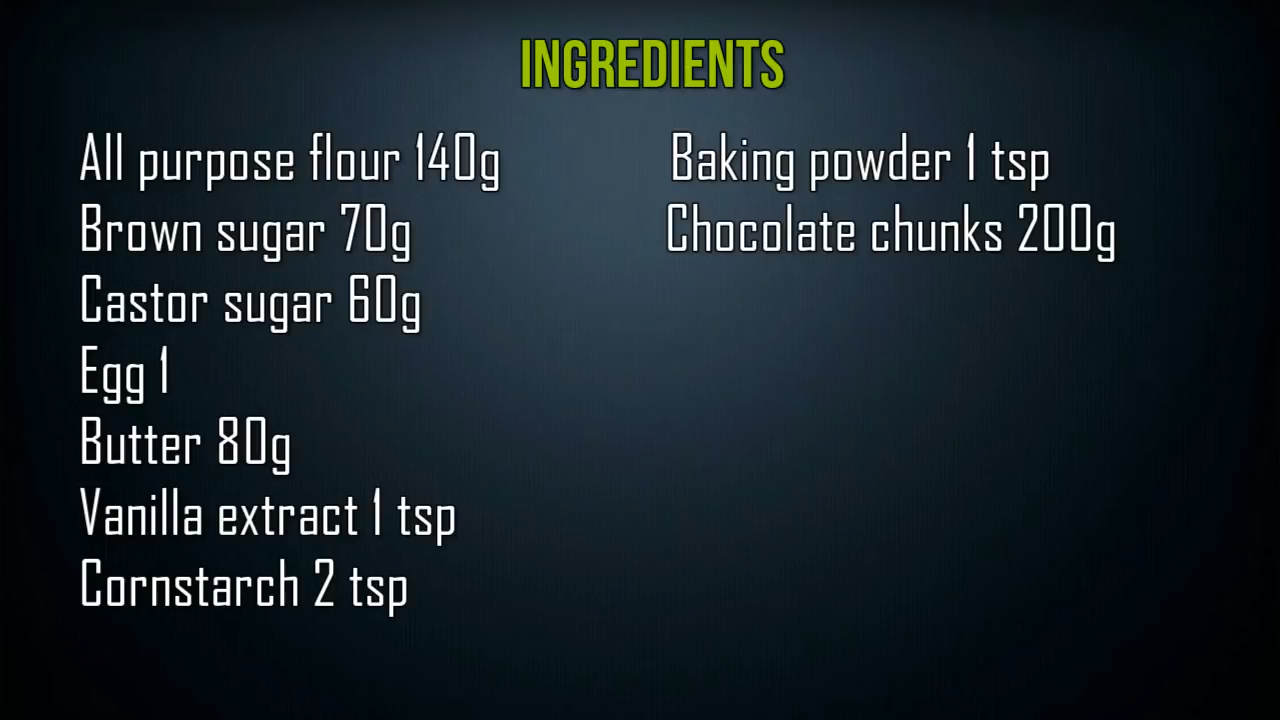 INGREDIENTS
All purpose flour 140g
Brown sugar 70g
Castor sugar 60g
Egg 1
Butter 80g
Vanilla extract 1 tsp
Cornstarch 2 tsp
Baking powder 1 tsp
Chocolate chunks 200g